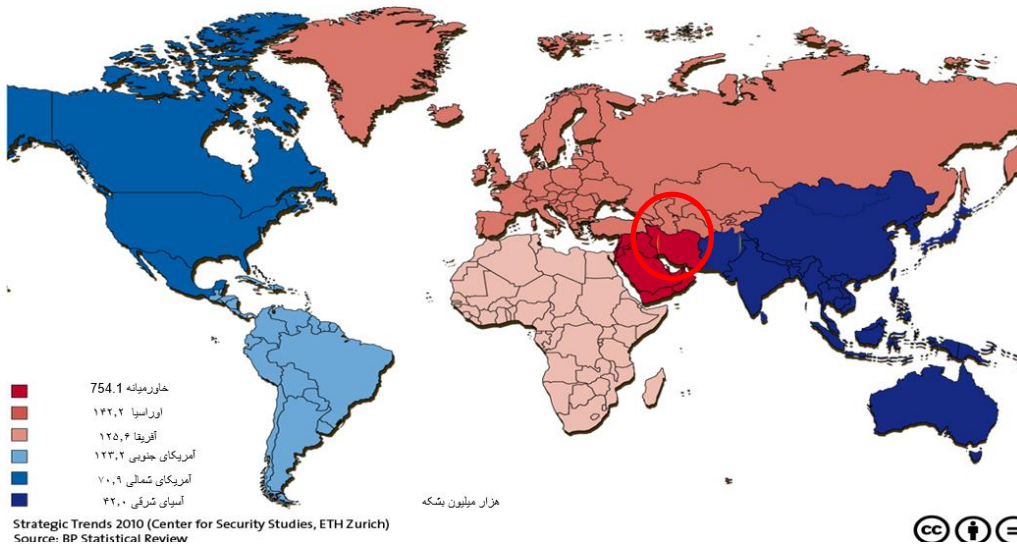 خاورمیانه 754.1
اوراسیا ۱۴۲,۲
آفریقا ۱۲۵,۶
آمریکای جنوبی ۱۲۳,۲
آمریکای شمالی ۷۰,۹
آسیای شرقی ۴۲,۰
هزار میلیون بشکه
Strategic Trends 2010 (Center for Security Studies, ETH Zurich)
Source: BP Statistical Review
cc